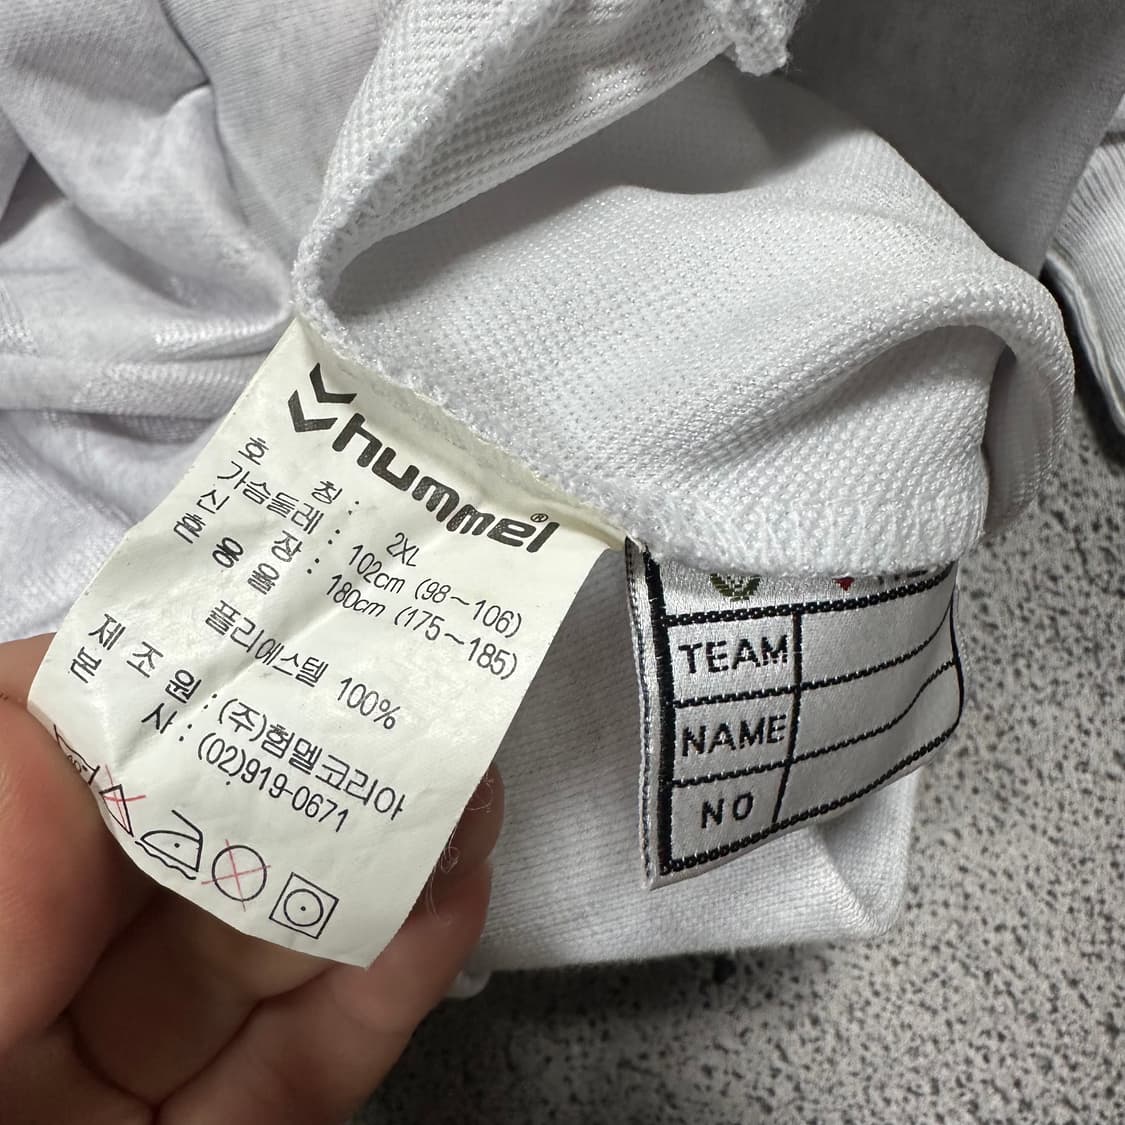 hummel®
호 칭 : 2XL
가슴둘레 : 102cm (98~106)
신 장 : 180cm (175~185)
혼 용 율 :
폴리에스텔 100%
제 조 원 : (주)험멜코리아
본 사 : (02)919-0671
TEAM
NAME
NO